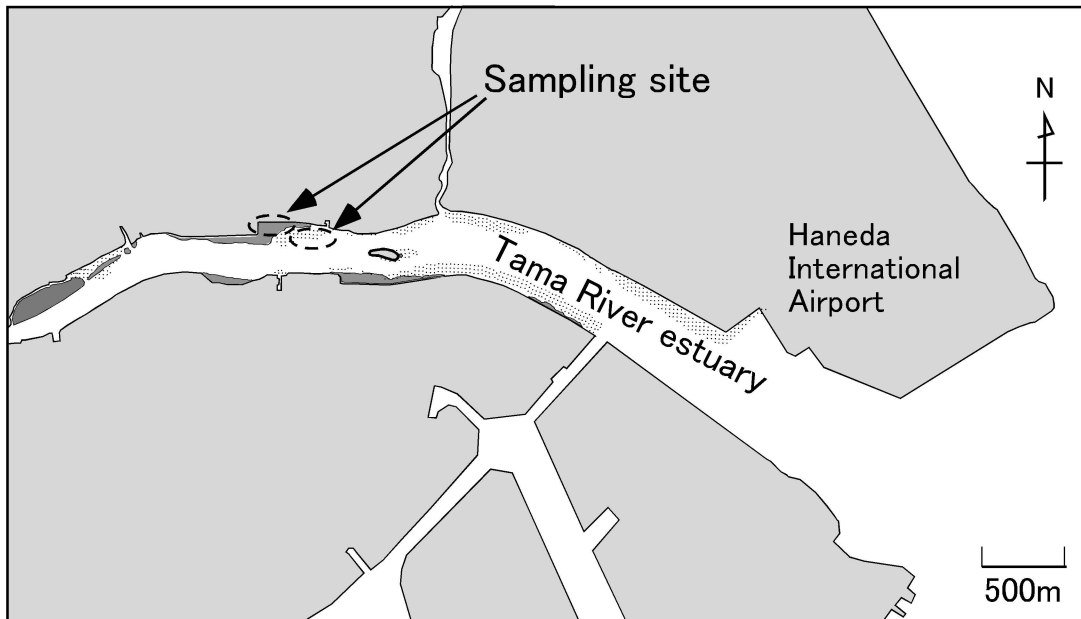 Sampling site
N
Haneda
International
Airport
Tama River estuary
500m